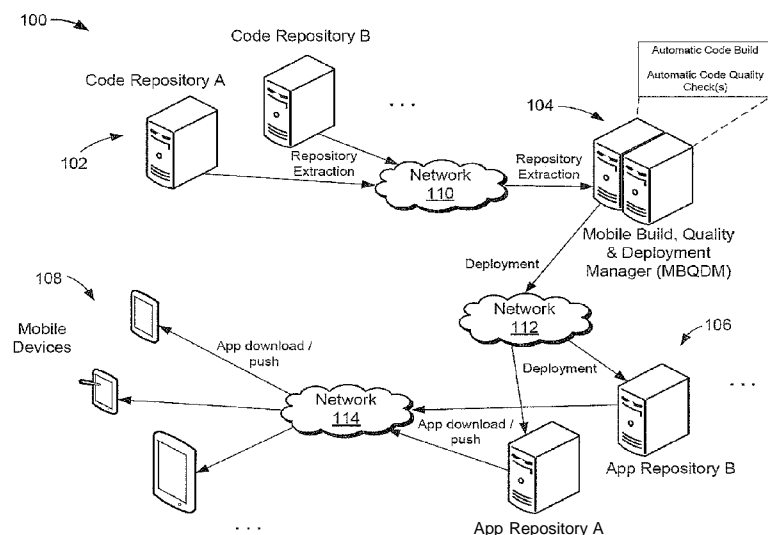 100
Code Repository B
Code Repository A
...
102
104
Automatic Code Build
Automatic Code Quality
Check(s)
Repository
Extraction
Network
110
Repository
Extraction
Mobile Build, Quality
& Deployment
Manager (MBQDM)
Deployment
108
Mobile
Devices
App download /
push
Network
112
106
Deployment
...
Network
114
App download /
push
App Repository B
App Repository A
...